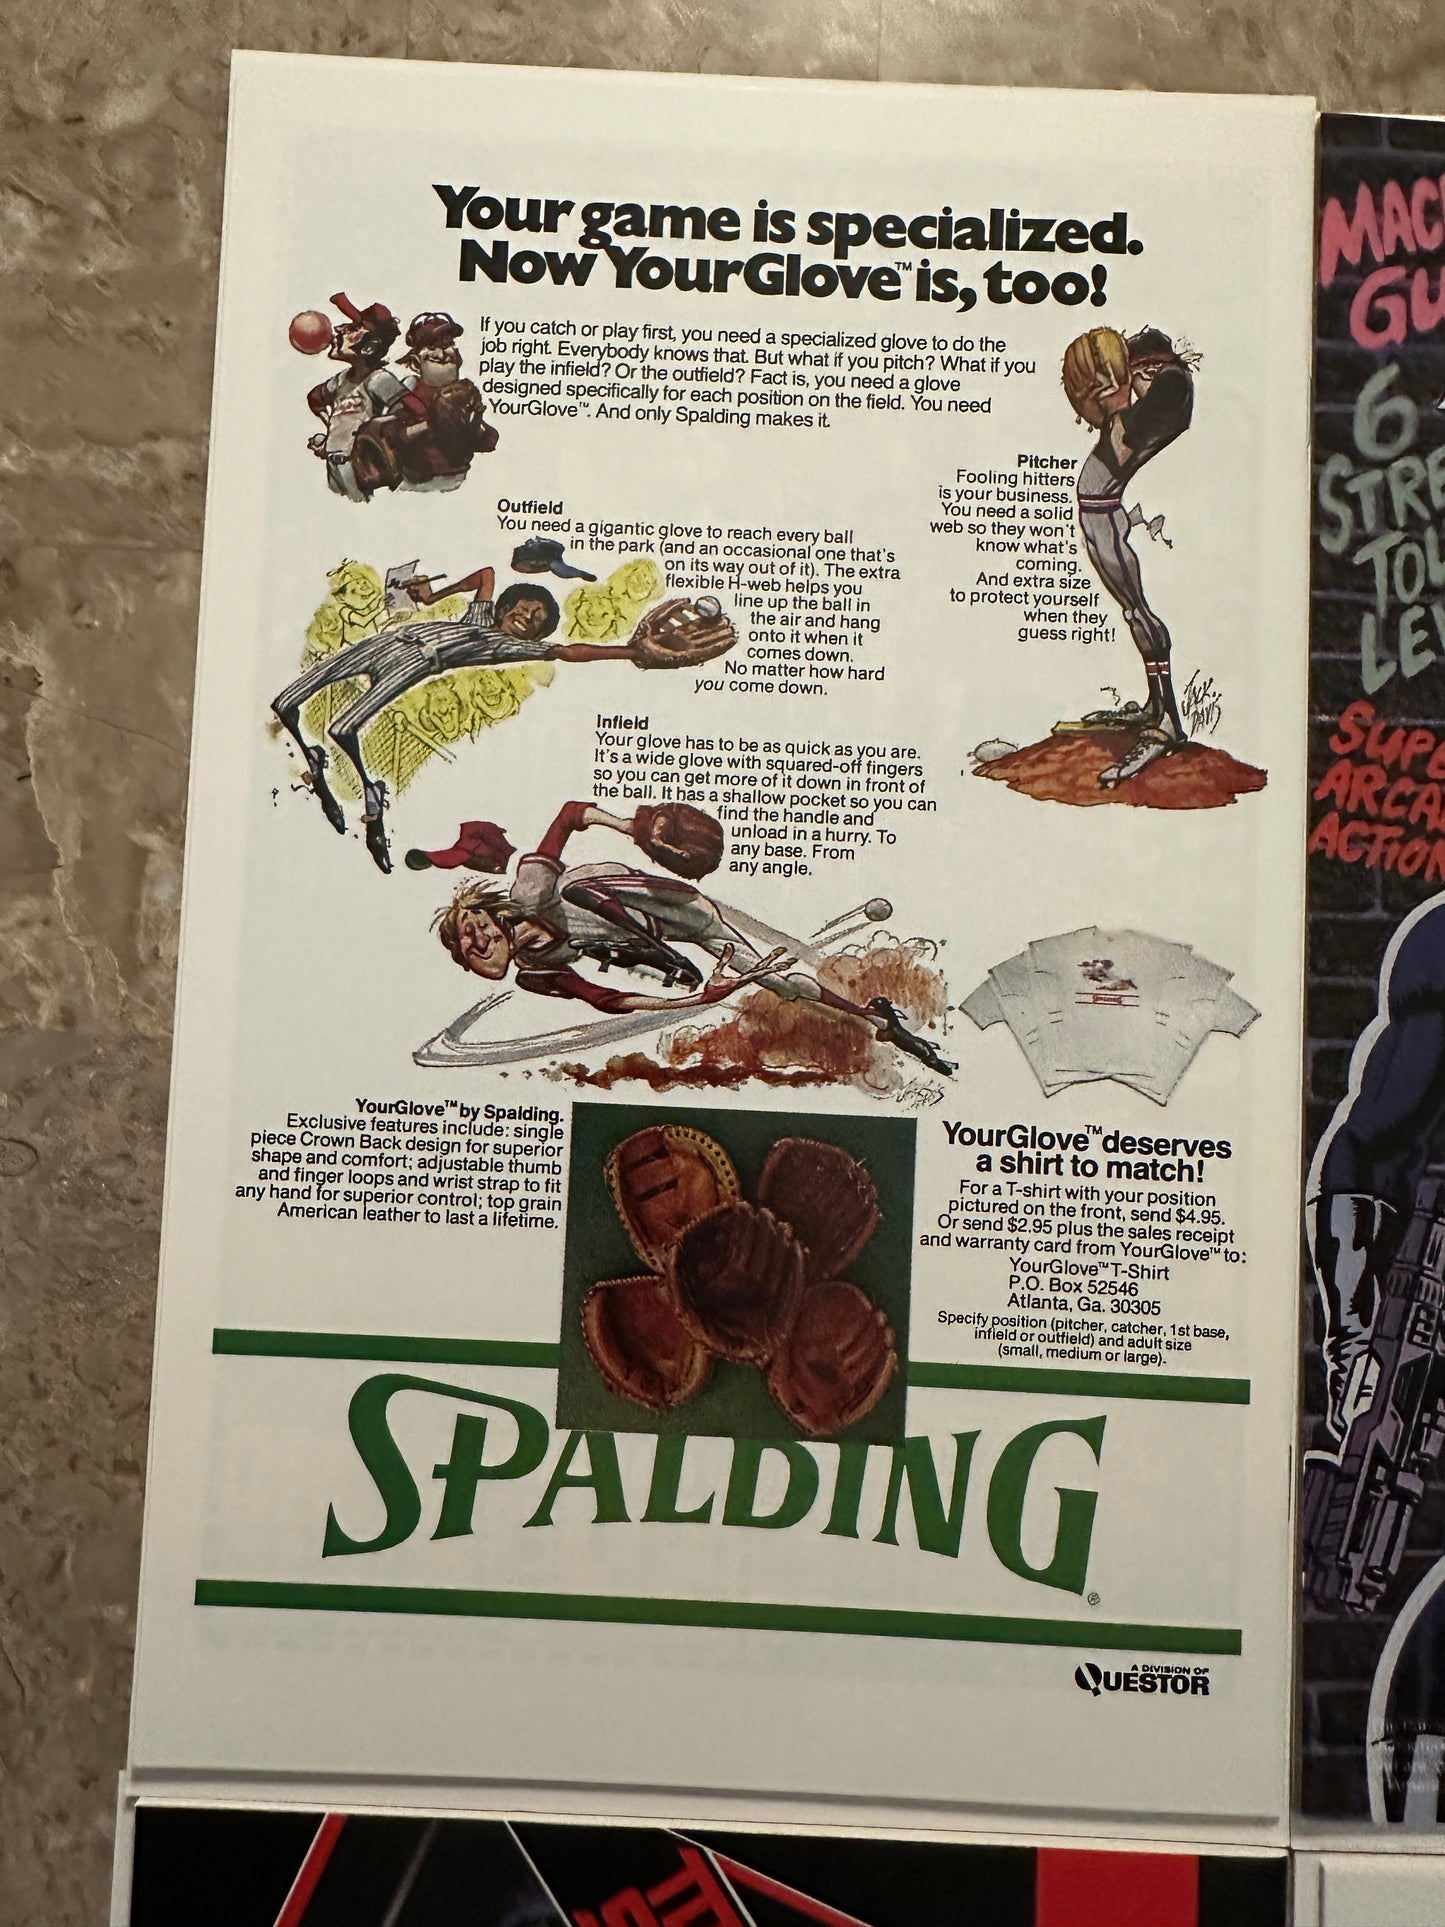 Your game is specialized.
Now YourGlove™ is, too!
If you catch or play first, you need a specialized glove to do the
job right. Everybody knows that. But what if you pitch? What if you
play the infield? Or the outfield? Fact is, you need a glove
designed specifically for each position on the field. You need
YourGlove™. And only Spalding makes it.
Pitcher
Fooling hitters
is your business.
You need a solid
web so they won't
know what's
coming.
And extra size
to protect yourself
when they
guess right!
JACK
DAVIS
Outfield
You need a gigantic glove to reach every ball
in the park (and an occasional one that's
on its way out of it). The extra
flexible H-web helps you
line up the ball in
the air and hang
onto it when it
comes down.
No matter how hard
you come down.
Infield
Your glove has to be as quick as you are.
It's a wide glove with squared-off fingers
so you can get more of it down in front of
the ball. It has a shallow pocket so you can
find the handle and
unload in a hurry. To
any base. From
any angle.
YourGlove™ by Spalding.
Exclusive features include: single
piece Crown Back design for superior
shape and comfort; adjustable thumb
and finger loops and wrist strap to fit
any hand for superior control; top grain
American leather to last a lifetime.
YourGlove™ deserves
a shirt to match!
For a T-shirt with your position
pictured on the front, send $4.95.
Or send $2.95 plus the sales receipt
and warranty card from YourGlove™ to:
YourGlove™ T-Shirt
P.O. Box 52546
Atlanta, Ga. 30305
Specify position (pitcher, catcher, 1st base,
infield or outfield) and adult size
(small, medium or large).
SPALDING®
A DIVISION OF
QUESTOR
6